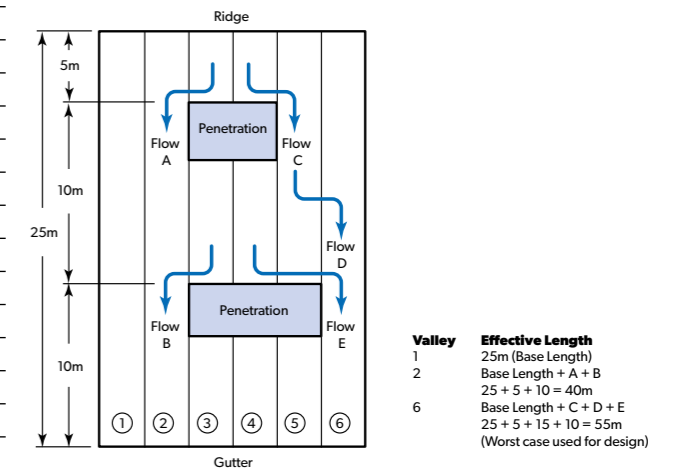 Ridge
5m
Penetration
Flow
A
Flow
C
10m
25m
Flow
D
Penetration
Flow
B
Flow
E
10m
1 2 3 4 5 6
Gutter
Valley Effective Length
1 25m (Base Length)
2 Base Length + A + B
25 + 5 + 10 = 40m
6 Base Length + C + D + E
25 + 5 + 15 + 10 = 55m
(Worst case used for design)